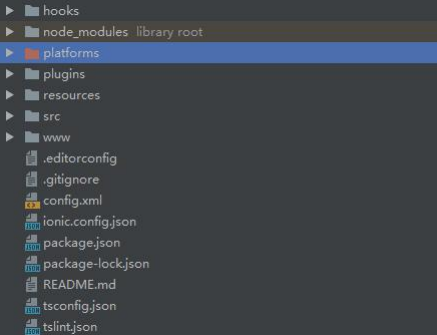 hooks
node_modules library root
platforms
plugins
resources
src
www
.editorconfig
.gitignore
config.xml
ionic.config.json
package.json
package-lock.json
README.md
tsconfig.json
tslint.json